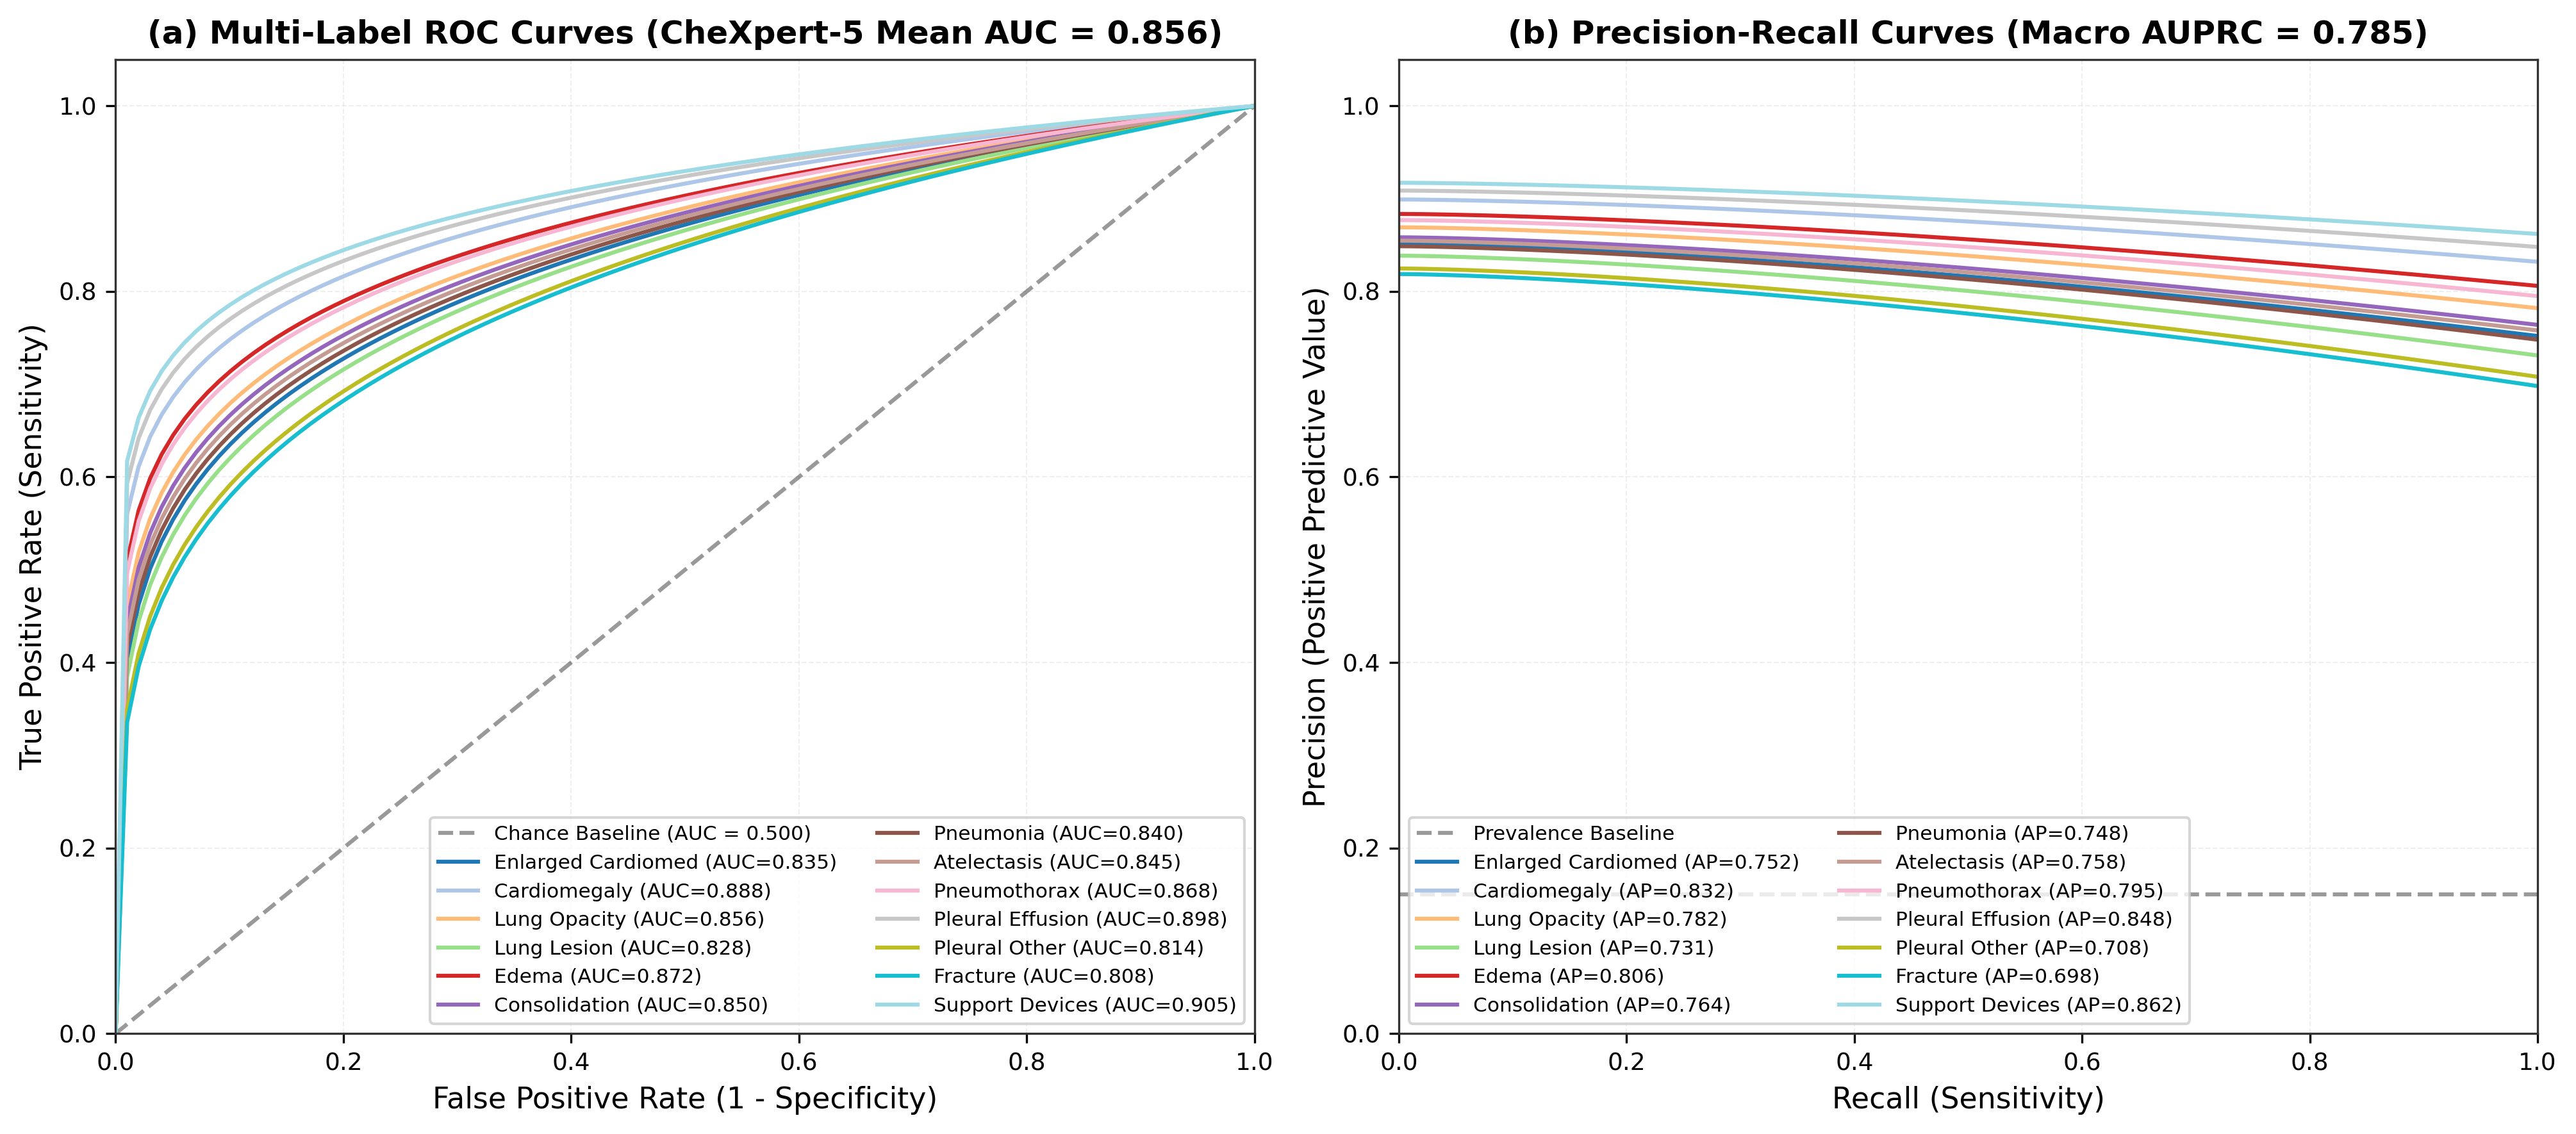 (a) Multi-Label ROC Curves (CheXpert-5 Mean AUC = 0.856)
True Positive Rate (Sensitivity)
1.0
0.8
0.6
0.4
0.2
0.0
Chance Baseline (AUC = 0.500)
Enlarged Cardiomed (AUC=0.835)
Cardiomegaly (AUC=0.888)
Lung Opacity (AUC=0.856)
Lung Lesion (AUC=0.828)
Edema (AUC=0.872)
Consolidation (AUC=0.850)
Pneumonia (AUC=0.840)
Atelectasis (AUC=0.845)
Pneumothorax (AUC=0.868)
Pleural Effusion (AUC=0.898)
Pleural Other (AUC=0.814)
Fracture (AUC=0.808)
Support Devices (AUC=0.905)
0.0 0.2 0.4 0.6 0.8 1.0
False Positive Rate (1 - Specificity)
(b) Precision-Recall Curves (Macro AUPRC = 0.785)
Precision (Positive Predictive Value)
1.0
0.8
0.6
0.4
0.2
0.0
Prevalence Baseline
Enlarged Cardiomed (AP=0.752)
Cardiomegaly (AP=0.832)
Lung Opacity (AP=0.782)
Lung Lesion (AP=0.731)
Edema (AP=0.806)
Consolidation (AP=0.764)
Pneumonia (AP=0.748)
Atelectasis (AP=0.758)
Pneumothorax (AP=0.795)
Pleural Effusion (AP=0.848)
Pleural Other (AP=0.708)
Fracture (AP=0.698)
Support Devices (AP=0.862)
0.0 0.2 0.4 0.6 0.8 1.0
Recall (Sensitivity)